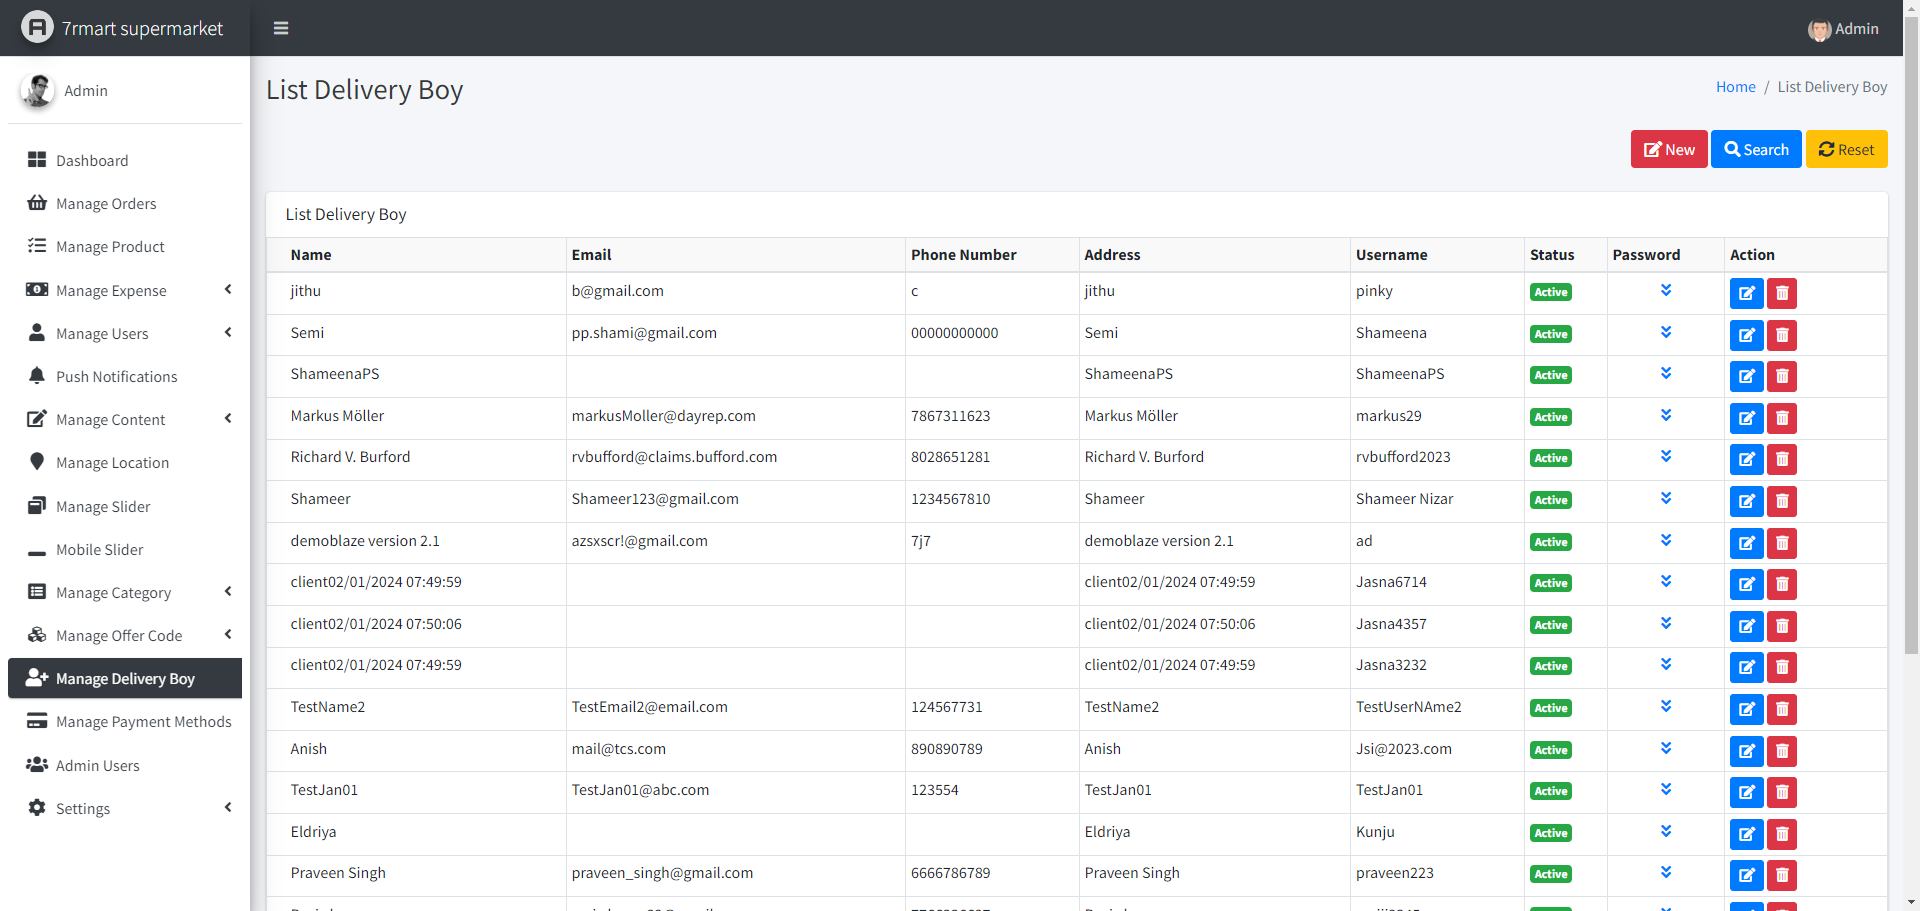 7rmart supermarket
Admin
Admin
List Delivery Boy
Home / List Delivery Boy
Dashboard
Manage Orders
Manage Product
Manage Expense
Manage Users
Push Notifications
Manage Content
Manage Location
Manage Slider
Mobile Slider
Manage Category
Manage Offer Code
Manage Delivery Boy
Manage Payment Methods
Admin Users
Settings
New Search Reset
List Delivery Boy
Name Email Phone Number Address Username Status Password Action
jithu b@gmail.com c jithu pinky Active
Semi pp.shami@gmail.com 00000000000 Semi Shameena Active
ShameenaPS ShameenaPS ShameenaPS Active
Markus Möller markusMoller@dayrep.com 7867311623 Markus Möller markus29 Active
Richard V. Burford rvbufford@claims.bufford.com 8028651281 Richard V. Burford rvbufford2023 Active
Shameer Shameer123@gmail.com 1234567810 Shameer Shameer Nizar Active
demoblaze version 2.1 azsxscr!@gmail.com 7j7 demoblaze version 2.1 ad Active
client02/01/2024 07:49:59 client02/01/2024 07:49:59 Jasna6714 Active
client02/01/2024 07:50:06 client02/01/2024 07:50:06 Jasna4357 Active
client02/01/2024 07:49:59 client02/01/2024 07:49:59 Jasna3232 Active
TestName2 TestEmail2@email.com 124567731 TestName2 TestUserNAme2 Active
Anish mail@tcs.com 890890789 Anish Jsi@2023.com Active
TestJan01 TestJan01@abc.com 123554 TestJan01 TestJan01 Active
Eldriya Eldriya Kunju Active
Praveen Singh praveen_singh@gmail.com 6666786789 Praveen Singh praveen223 Active